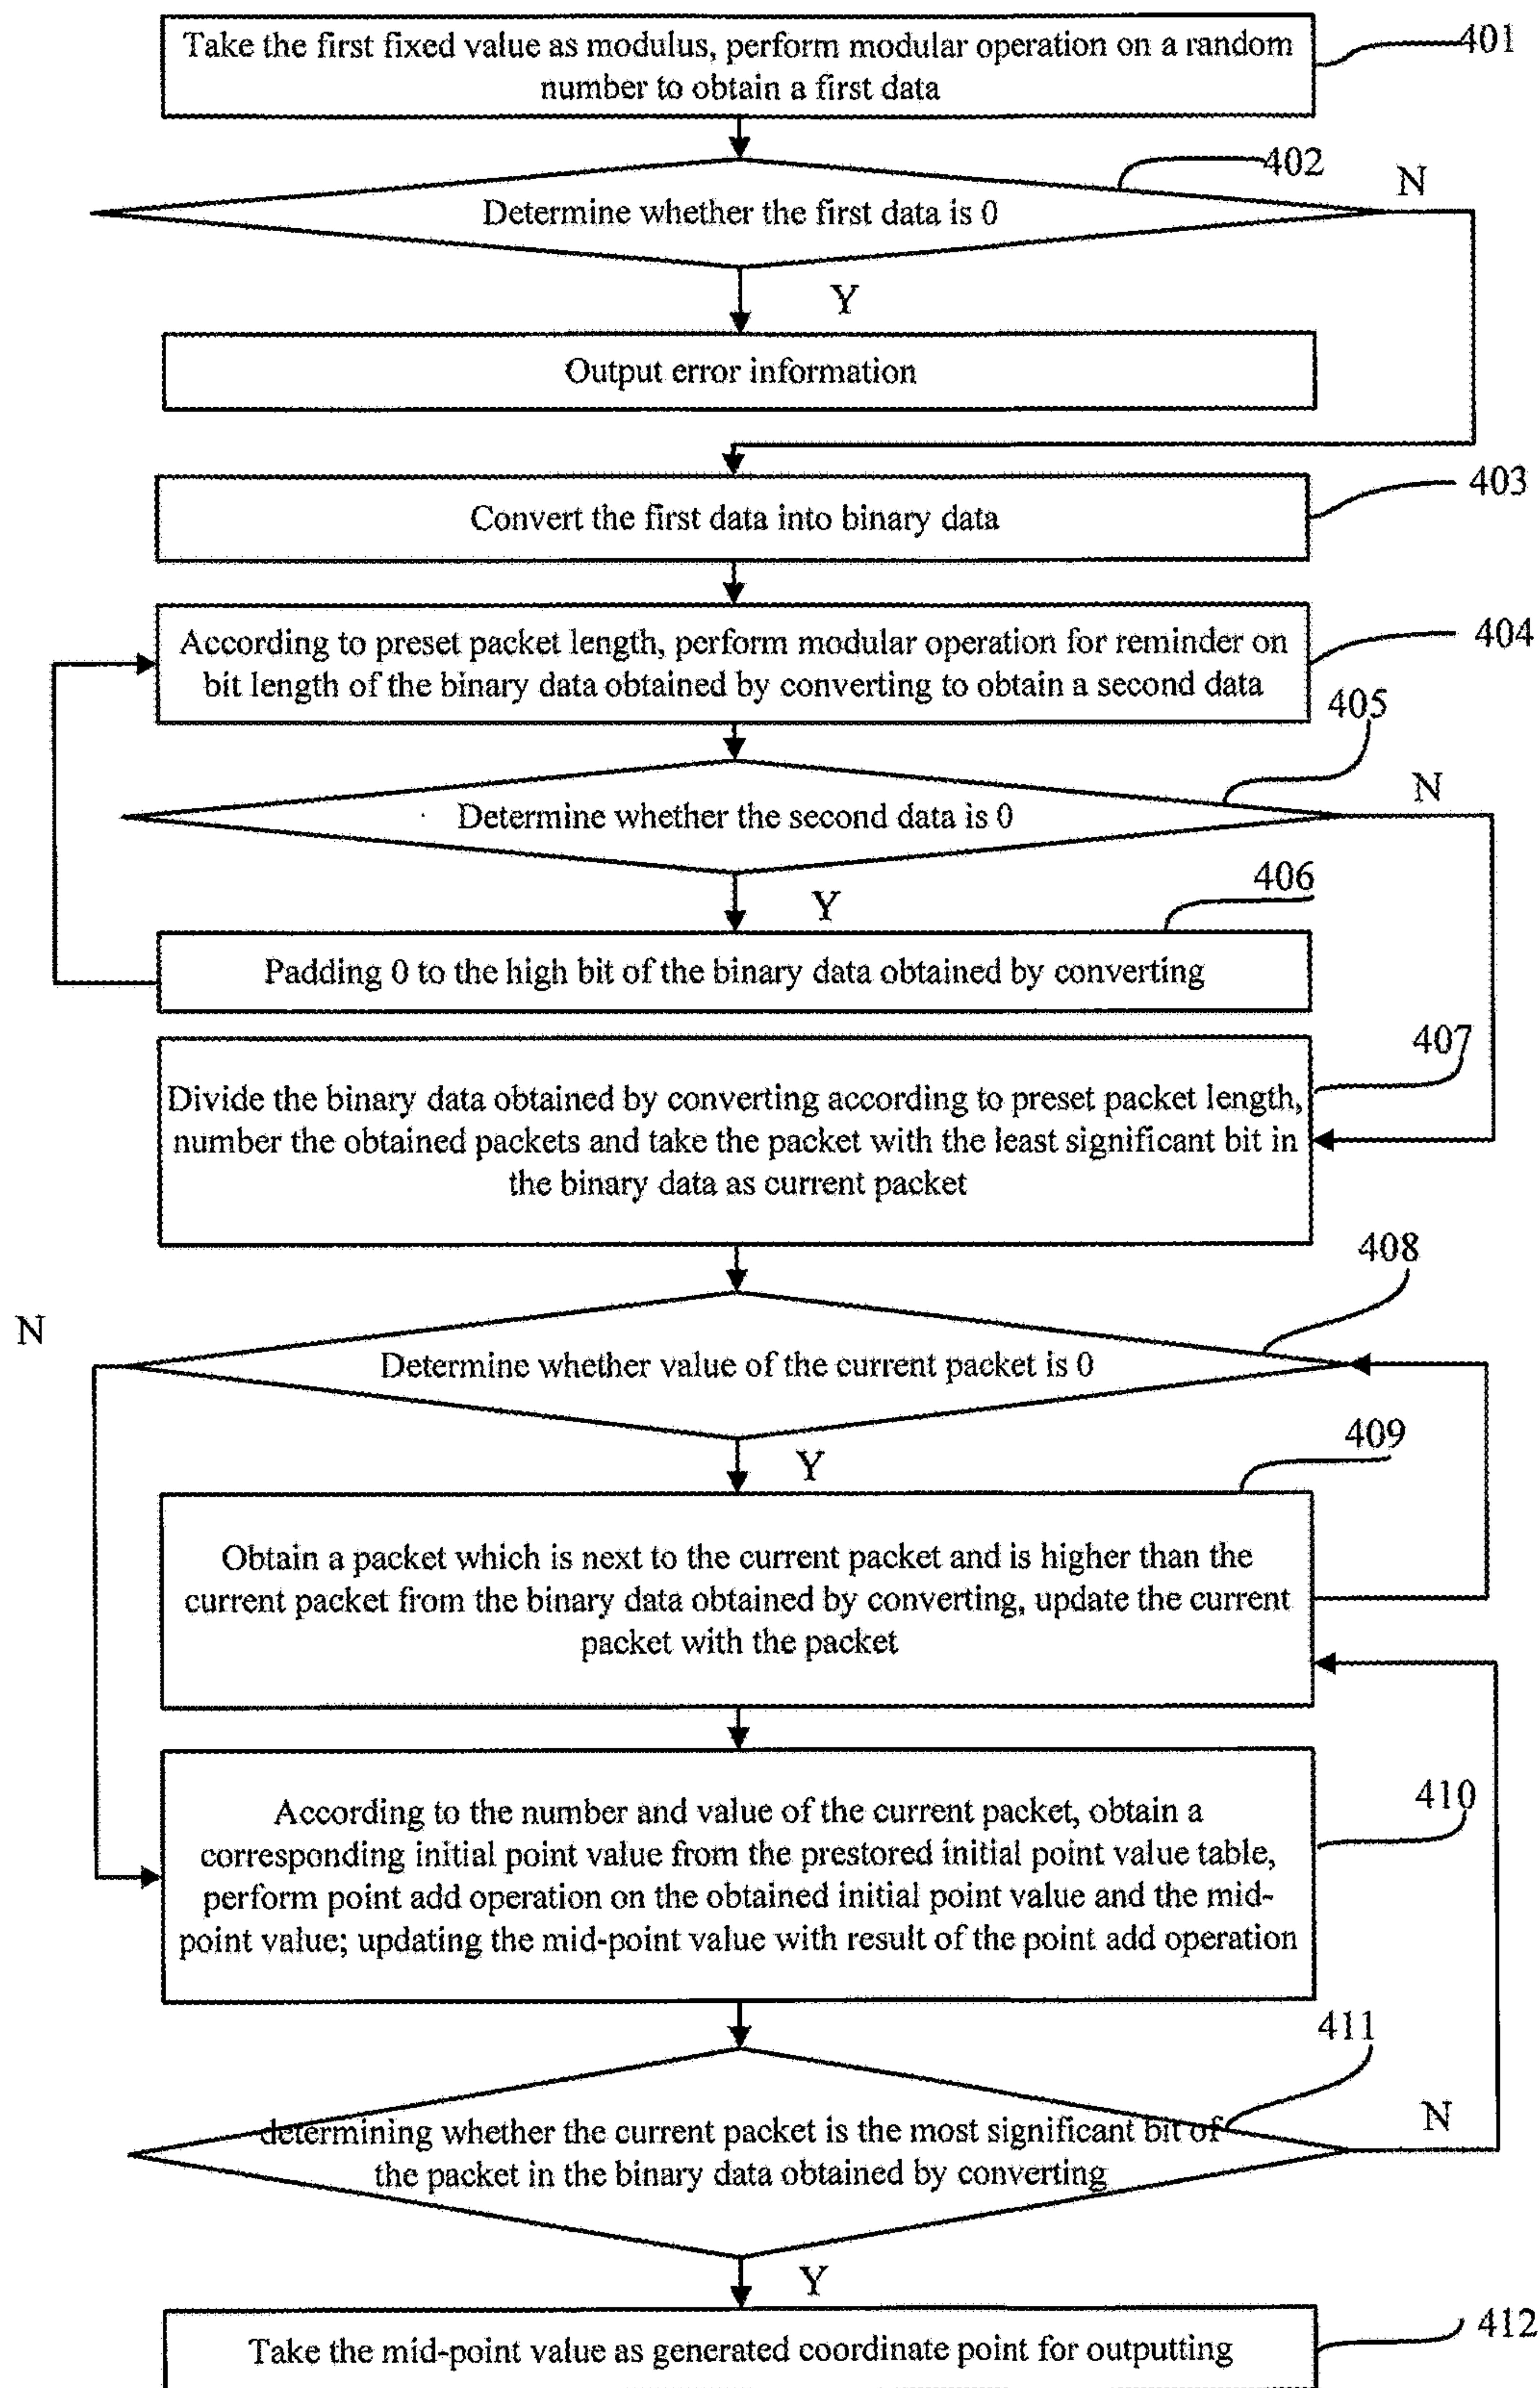 Take the first fixed value as modulus, perform modular operation on a random
number to obtain a first data
401
402
N
Determine whether the first data is 0
Y
Output error information
403
Convert the first data into binary data
According to preset packet length, perform modular operation for reminder on
bit length of the binary data obtained by converting to obtain a second data
404
405
N
Determine whether the second data is 0
Y
406
Padding 0 to the high bit of the binary data obtained by converting
407
Divide the binary data obtained by converting according to preset packet length,
number the obtained packets and take the packet with the least significant bit in
the binary data as current packet
408
N
Determine whether value of the current packet is 0
Y
409
Obtain a packet which is next to the current packet and is higher than the
current packet from the binary data obtained by converting, update the current
packet with the packet
410
According to the number and value of the current packet, obtain a
corresponding initial point value from the prestored initial point value table,
perform point add operation on the obtained initial point value and the mid-
point value; updating the mid-point value with result of the point add operation
411
N
determining whether the current packet is the most significant bit of
the packet in the binary data obtained by converting
Y
412
Take the mid-point value as generated coordinate point for outputting